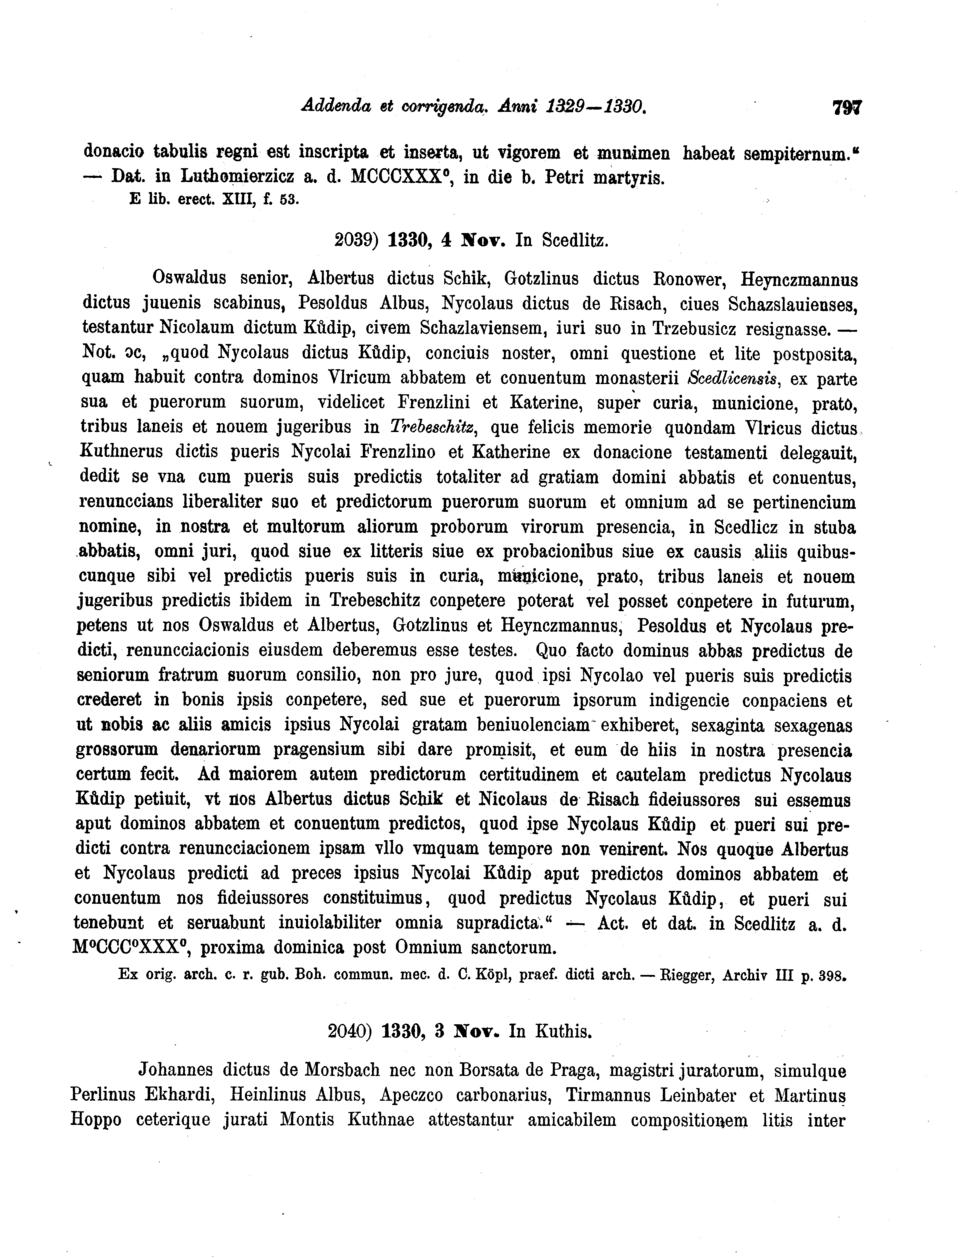 Addenda et corrigenda. Anni 1329—1330. 797
donacio tabulis regni est inscripta et inserta, ut vigorem et munimen habeat sempiternum.“
— Dat. in Luthomierzicz a. d. MCCCXXX⁰, in die b. Petri martyris.
E lib. erect. XIII, f. 53.
2039) 1330, 4 Nov. In Scedlitz.
Oswaldus senior, Albertus dictus Schik, Gotzlinus dictus Ronower, Heynczmannus
dictus juuenis scabinus, Pesoldus Albus, Nycolaus dictus de Risach, ciues Schazslauienses,
testantur Nicolaum dictum Kůdip, civem Schazlaviensem, iuri suo in Trzebusicz resignasse. —
Not. ɔc, „quod Nycolaus dictus Kůdip, conciuis noster, omni questione et lite postposita,
quam habuit contra dominos Vlricum abbatem et conuentum monasterii Scedlicensis, ex parte
sua et puerorum suorum, videlicet Frenzlini et Katerine, super curia, municione, prato,
tribus laneis et nouem jugeribus in Trebeschitz, que felicis memorie quondam Vlricus dictus
Kuthnerus dictis pueris Nycolai Frenzlino et Katherine ex donacione testamenti delegauit,
dedit se vna cum pueris suis predictis totaliter ad gratiam domini abbatis et conuentus,
renunccians liberaliter suo et predictorum puerorum suorum et omnium ad se pertinencium
nomine, in nostra et multorum aliorum proborum virorum presencia, in Scedlicz in stuba
abbatis, omni juri, quod siue ex litteris siue ex probacionibus siue ex causis aliis quibus-
cunque sibi vel predictis pueris suis in curia, municione, prato, tribus laneis et nouem
jugeribus predictis ibidem in Trebeschitz conpetere poterat vel posset conpetere in futurum,
petens ut nos Oswaldus et Albertus, Gotzlinus et Heynczmannus, Pesoldus et Nycolaus pre-
dicti, renuncciacionis eiusdem deberemus esse testes. Quo facto dominus abbas predictus de
seniorum fratrum suorum consilio, non pro jure, quod ipsi Nycolao vel pueris suis predictis
crederet in bonis ipsis conpetere, sed sue et puerorum ipsorum indigencie conpaciens et
ut nobis ac aliis amicis ipsius Nycolai gratam beniuolenciam exhiberet, sexaginta sexagenas
grossorum denariorum pragensium sibi dare promisit, et eum de hiis in nostra presencia
certum fecit. Ad maiorem autem predictorum certitudinem et cautelam predictus Nycolaus
Kůdip petiuit, vt nos Albertus dictus Schik et Nicolaus de Risach fideiussores sui essemus
aput dominos abbatem et conuentum predictos, quod ipse Nycolaus Kůdip et pueri sui pre-
dicti contra renuncciacionem ipsam vllo vmquam tempore non venirent. Nos quoque Albertus
et Nycolaus predicti ad preces ipsius Nycolai Kůdip aput predictos dominos abbatem et
conuentum nos fideiussores constituimus, quod predictus Nycolaus Kůdip, et pueri sui
tenebunt et seruabunt inuiolabiliter omnia supradicta.“ — Act. et dat. in Scedlitz a. d.
M⁰CCC⁰XXX⁰, proxima dominica post Omnium sanctorum.
Ex orig. arch. c. r. gub. Boh. commun. mec. d. C. Köpl, praef. dicti arch. — Riegger, Archiv III p. 398.
2040) 1330, 3 Nov. In Kuthis.
Johannes dictus de Morsbach nec non Borsata de Praga, magistri juratorum, simulque
Perlinus Ekhardi, Heinlinus Albus, Apeczco carbonarius, Tirmannus Leinbater et Martinus
Hoppo ceterique jurati Montis Kuthnae attestantur amicabilem compositionem litis inter